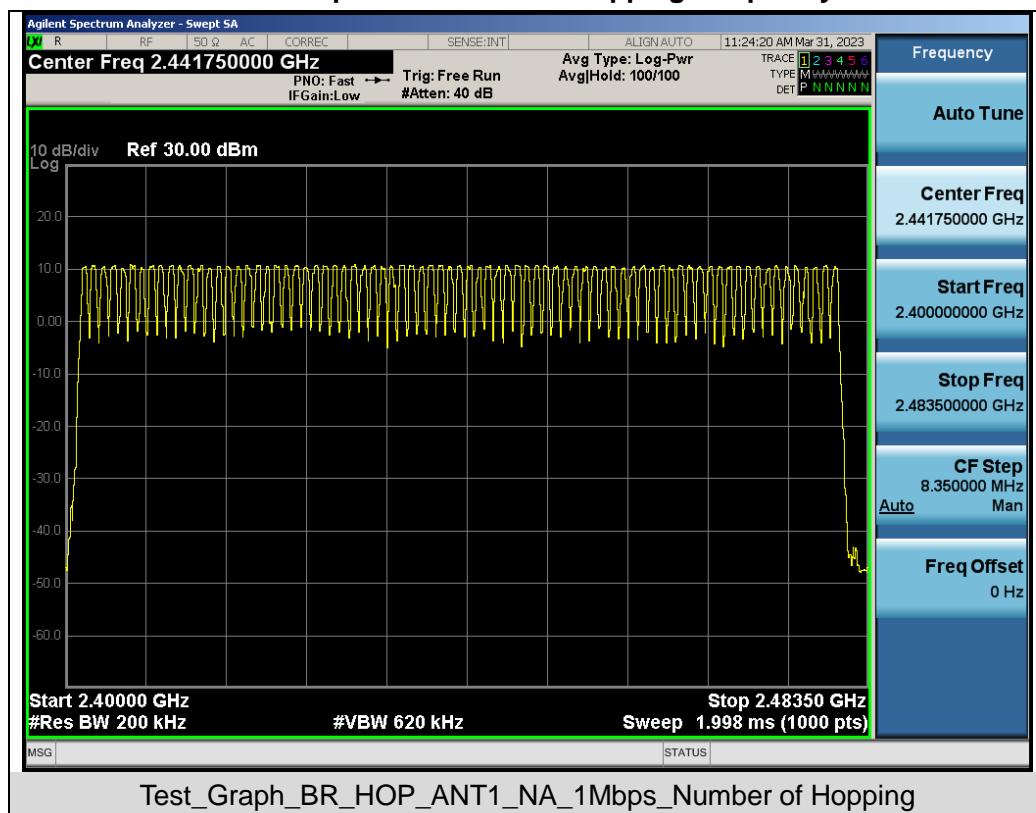 Agilent Spectrum Analyzer - Swept SA
LXI R RF 50 Ω AC CORREC SENSE:INT ALIGN AUTO 11:24:20 AM Mar 31, 2023
Center Freq 2.441750000 GHz
PNO: Fast
IFGain:Low
Trig: Free Run
#Atten: 40 dB
Avg Type: Log-Pwr
Avg|Hold: 100/100
TRACE 1 2 3 4 5 6
TYPE M
DET P N N N N N
10 dB/div Ref 30.00 dBm
Log
20.0
10.0
0.00
-10.0
-20.0
-30.0
-40.0
-50.0
-60.0
Start 2.40000 GHz Stop 2.48350 GHz
#Res BW 200 kHz #VBW 620 kHz Sweep 1.998 ms (1000 pts)
MSG STATUS
Frequency
Auto Tune
Center Freq
2.441750000 GHz
Start Freq
2.400000000 GHz
Stop Freq
2.483500000 GHz
CF Step
8.350000 MHz
Auto Man
Freq Offset
0 Hz
Test_Graph_BR_HOP_ANT1_NA_1Mbps_Number of Hopping